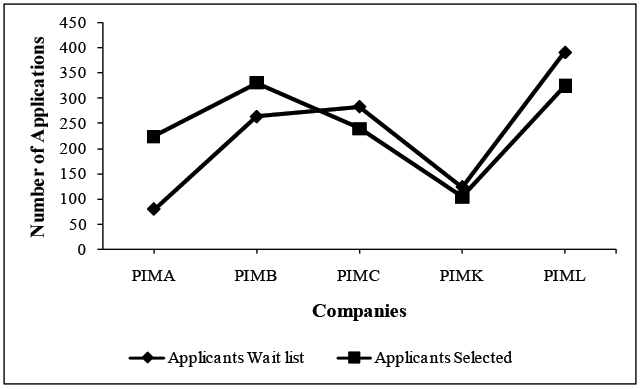 Number of Applications
450
400
350
300
250
200
150
100
50
0
PIMA PIMB PIMC PIMK PIML
Companies
Applicants Wait list Applicants Selected